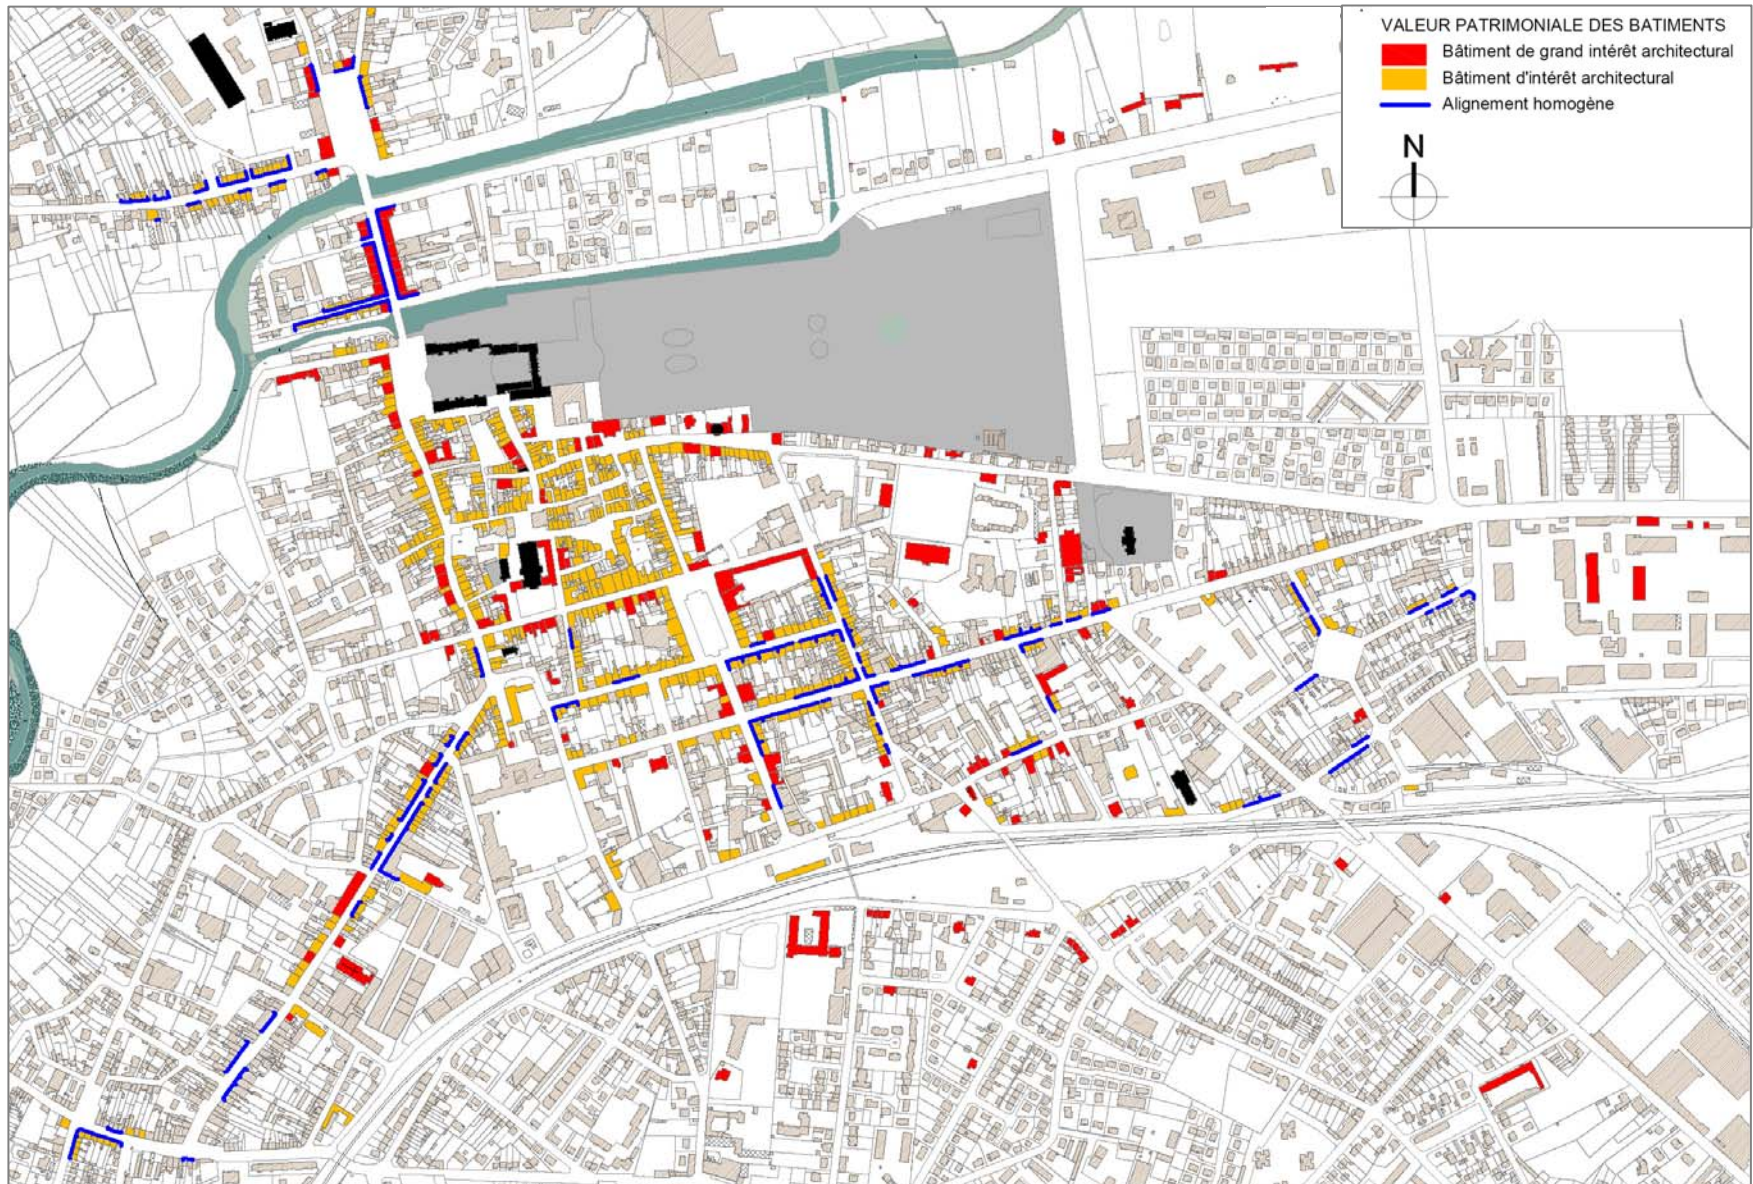 VALEUR PATRIMONIALE DES BATIMENTS
Bâtiment de grand intérêt architectural
Bâtiment d'intérêt architectural
Alignement homogène
N